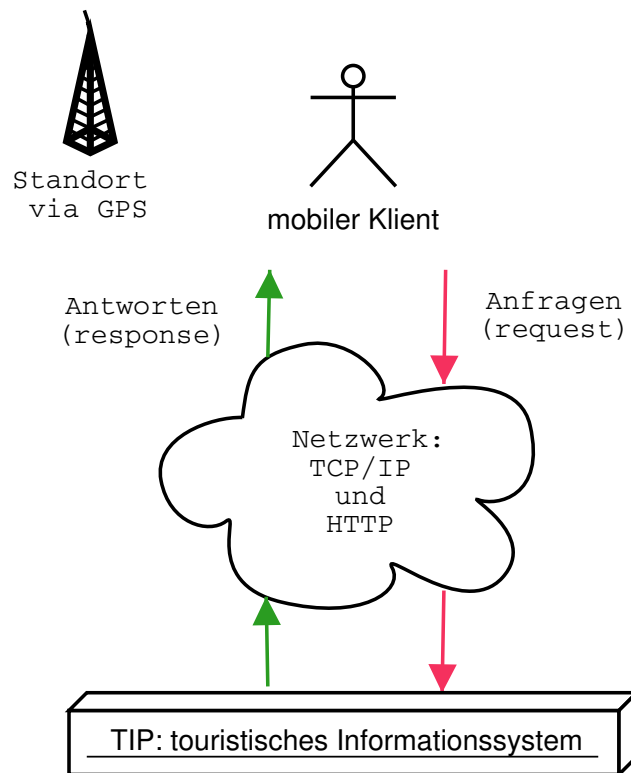 Standort
via GPS
mobiler Klient
Antworten
(response)
Anfragen
(request)
Netzwerk:
TCP/IP
und
HTTP
TIP: touristisches Informationssystem